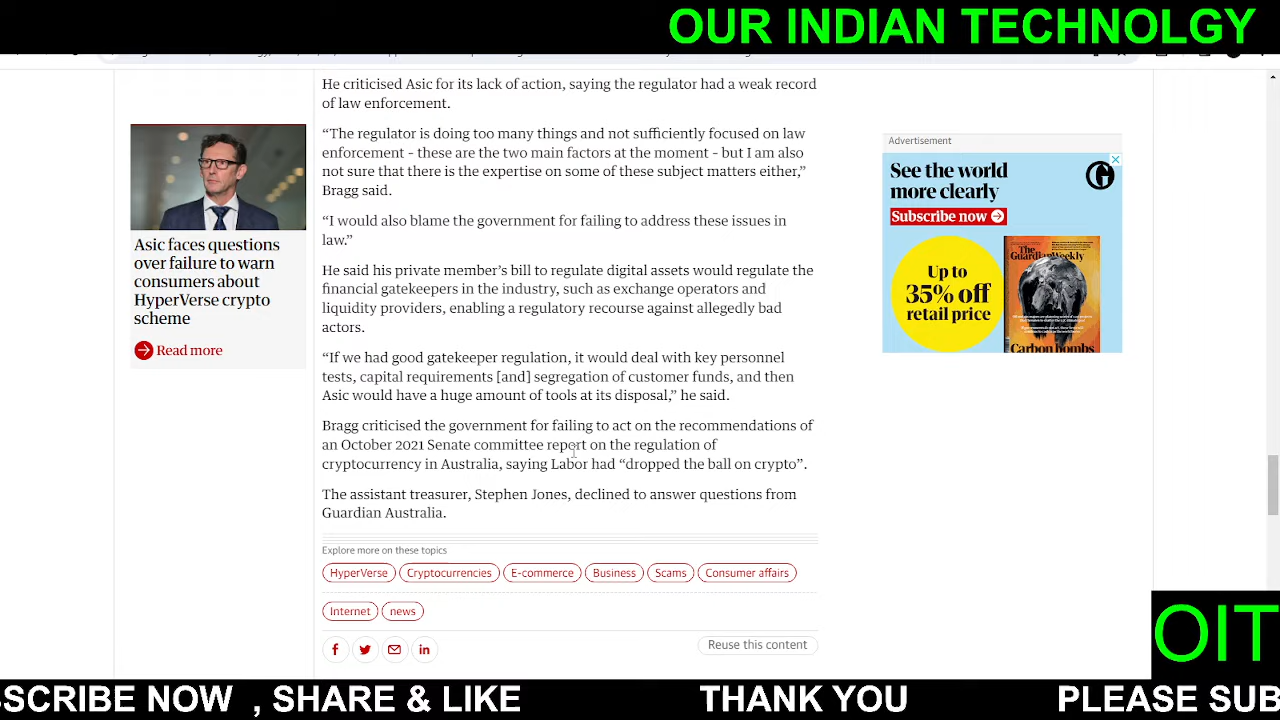 OUR INDIAN TECHNOLGY
He criticised Asic for its lack of action, saying the regulator had a weak record
of law enforcement.
“The regulator is doing too many things and not sufficiently focused on law
enforcement – these are the two main factors at the moment – but I am also
not sure that there is the expertise on some of these subject matters either,”
Bragg said.
“I would also blame the government for failing to address these issues in
law.”
He said his private member’s bill to regulate digital assets would regulate the
financial gatekeepers in the industry, such as exchange operators and
liquidity providers, enabling a regulatory recourse against allegedly bad
actors.
“If we had good gatekeeper regulation, it would deal with key personnel
tests, capital requirements [and] segregation of customer funds, and then
Asic would have a huge amount of tools at its disposal,” he said.
Bragg criticised the government for failing to act on the recommendations of
an October 2021 Senate committee report on the regulation of
cryptocurrency in Australia, saying Labor had “dropped the ball on crypto”.
The assistant treasurer, Stephen Jones, declined to answer questions from
Guardian Australia.
Asic faces questions
over failure to warn
consumers about
HyperVerse crypto
scheme
Read more
Advertisement
See the world
more clearly
Subscribe now
Up to
35% off
retail price
The
Guardian Weekly
Carbon bombs
Explore more on these topics
HyperVerse
Cryptocurrencies
E-commerce
Business
Scams
Consumer affairs
Internet
news
Reuse this content
OIT
SCRIBE NOW , SHARE & LIKE
THANK YOU
PLEASE SUB